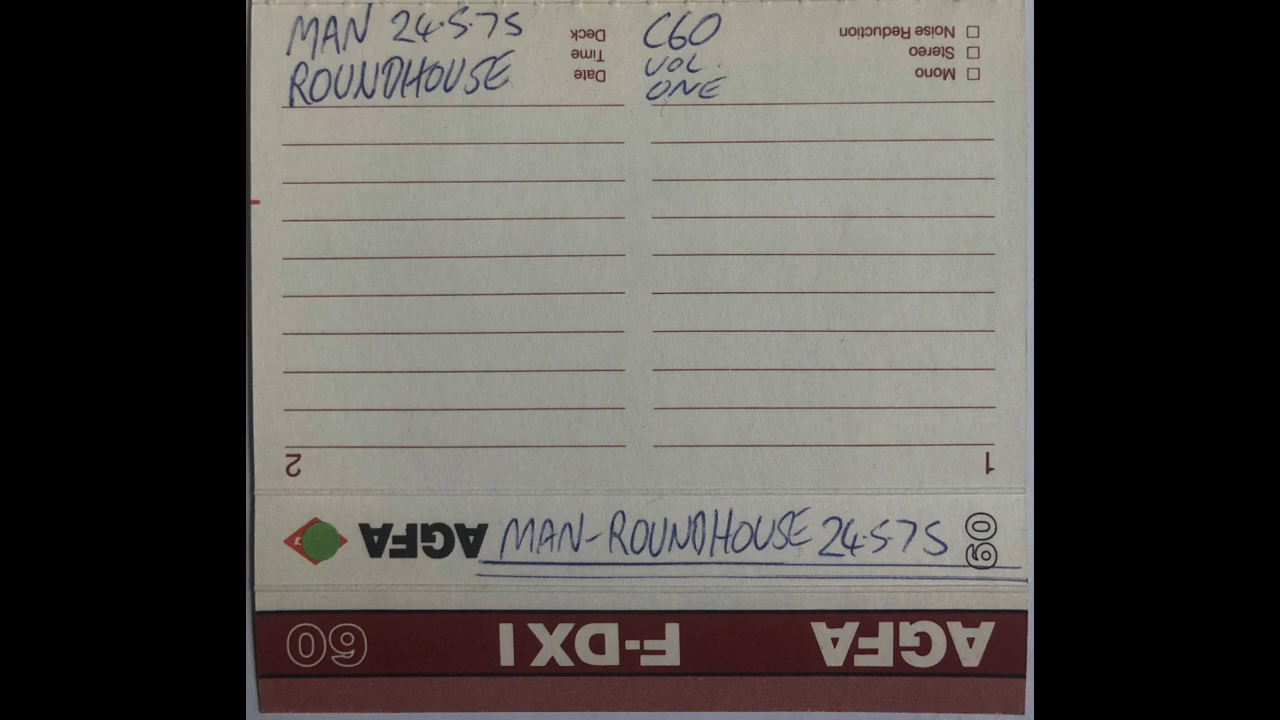 MAN 24.5.75
ROUNDHOUSE
Deck
Time
Date
C60
VOL.
ONE
Noise Reduction
Stereo
Mono
2
1
AGFA MAN-ROUNDHOUSE 24.5.75 60
60 F-DX I AGFA